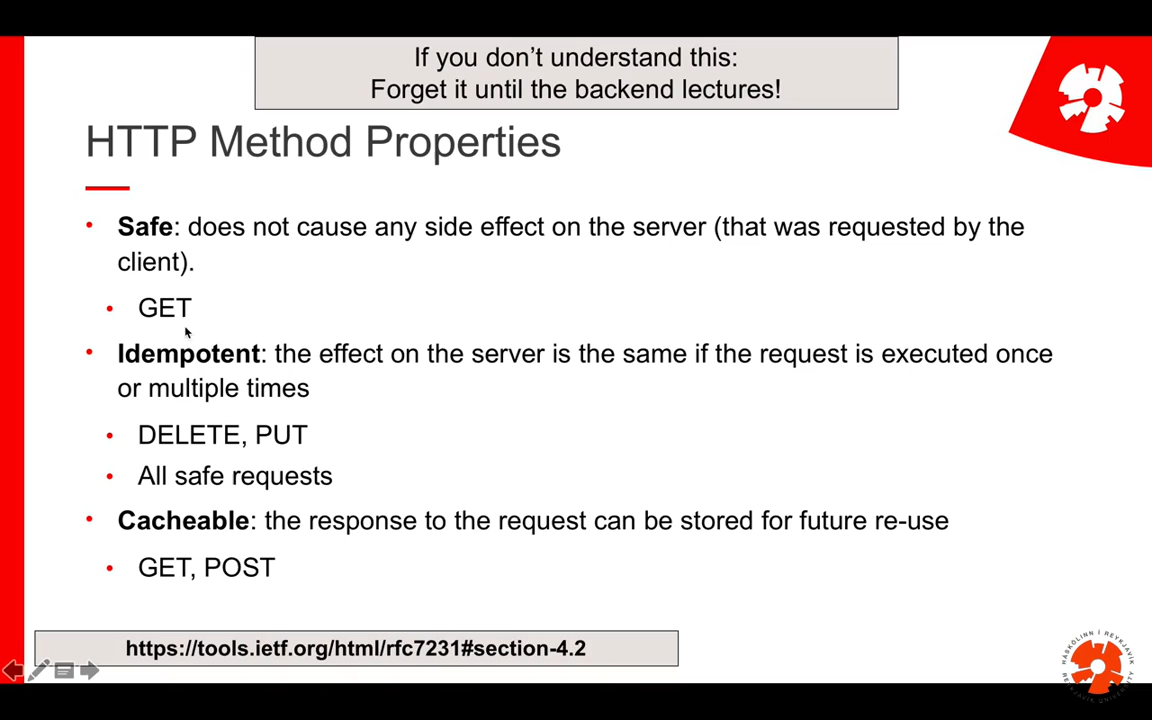 If you don’t understand this:
Forget it until the backend lectures!
HTTP Method Properties
• Safe: does not cause any side effect on the server (that was requested by the
client).
• GET
• Idempotent: the effect on the server is the same if the request is executed once
or multiple times
• DELETE, PUT
• All safe requests
• Cacheable: the response to the request can be stored for future re-use
• GET, POST
https://tools.ietf.org/html/rfc7231#section-4.2
HÁSKÓLINN Í REYKJAVÍK
REYKJAVIK UNIVERSITY